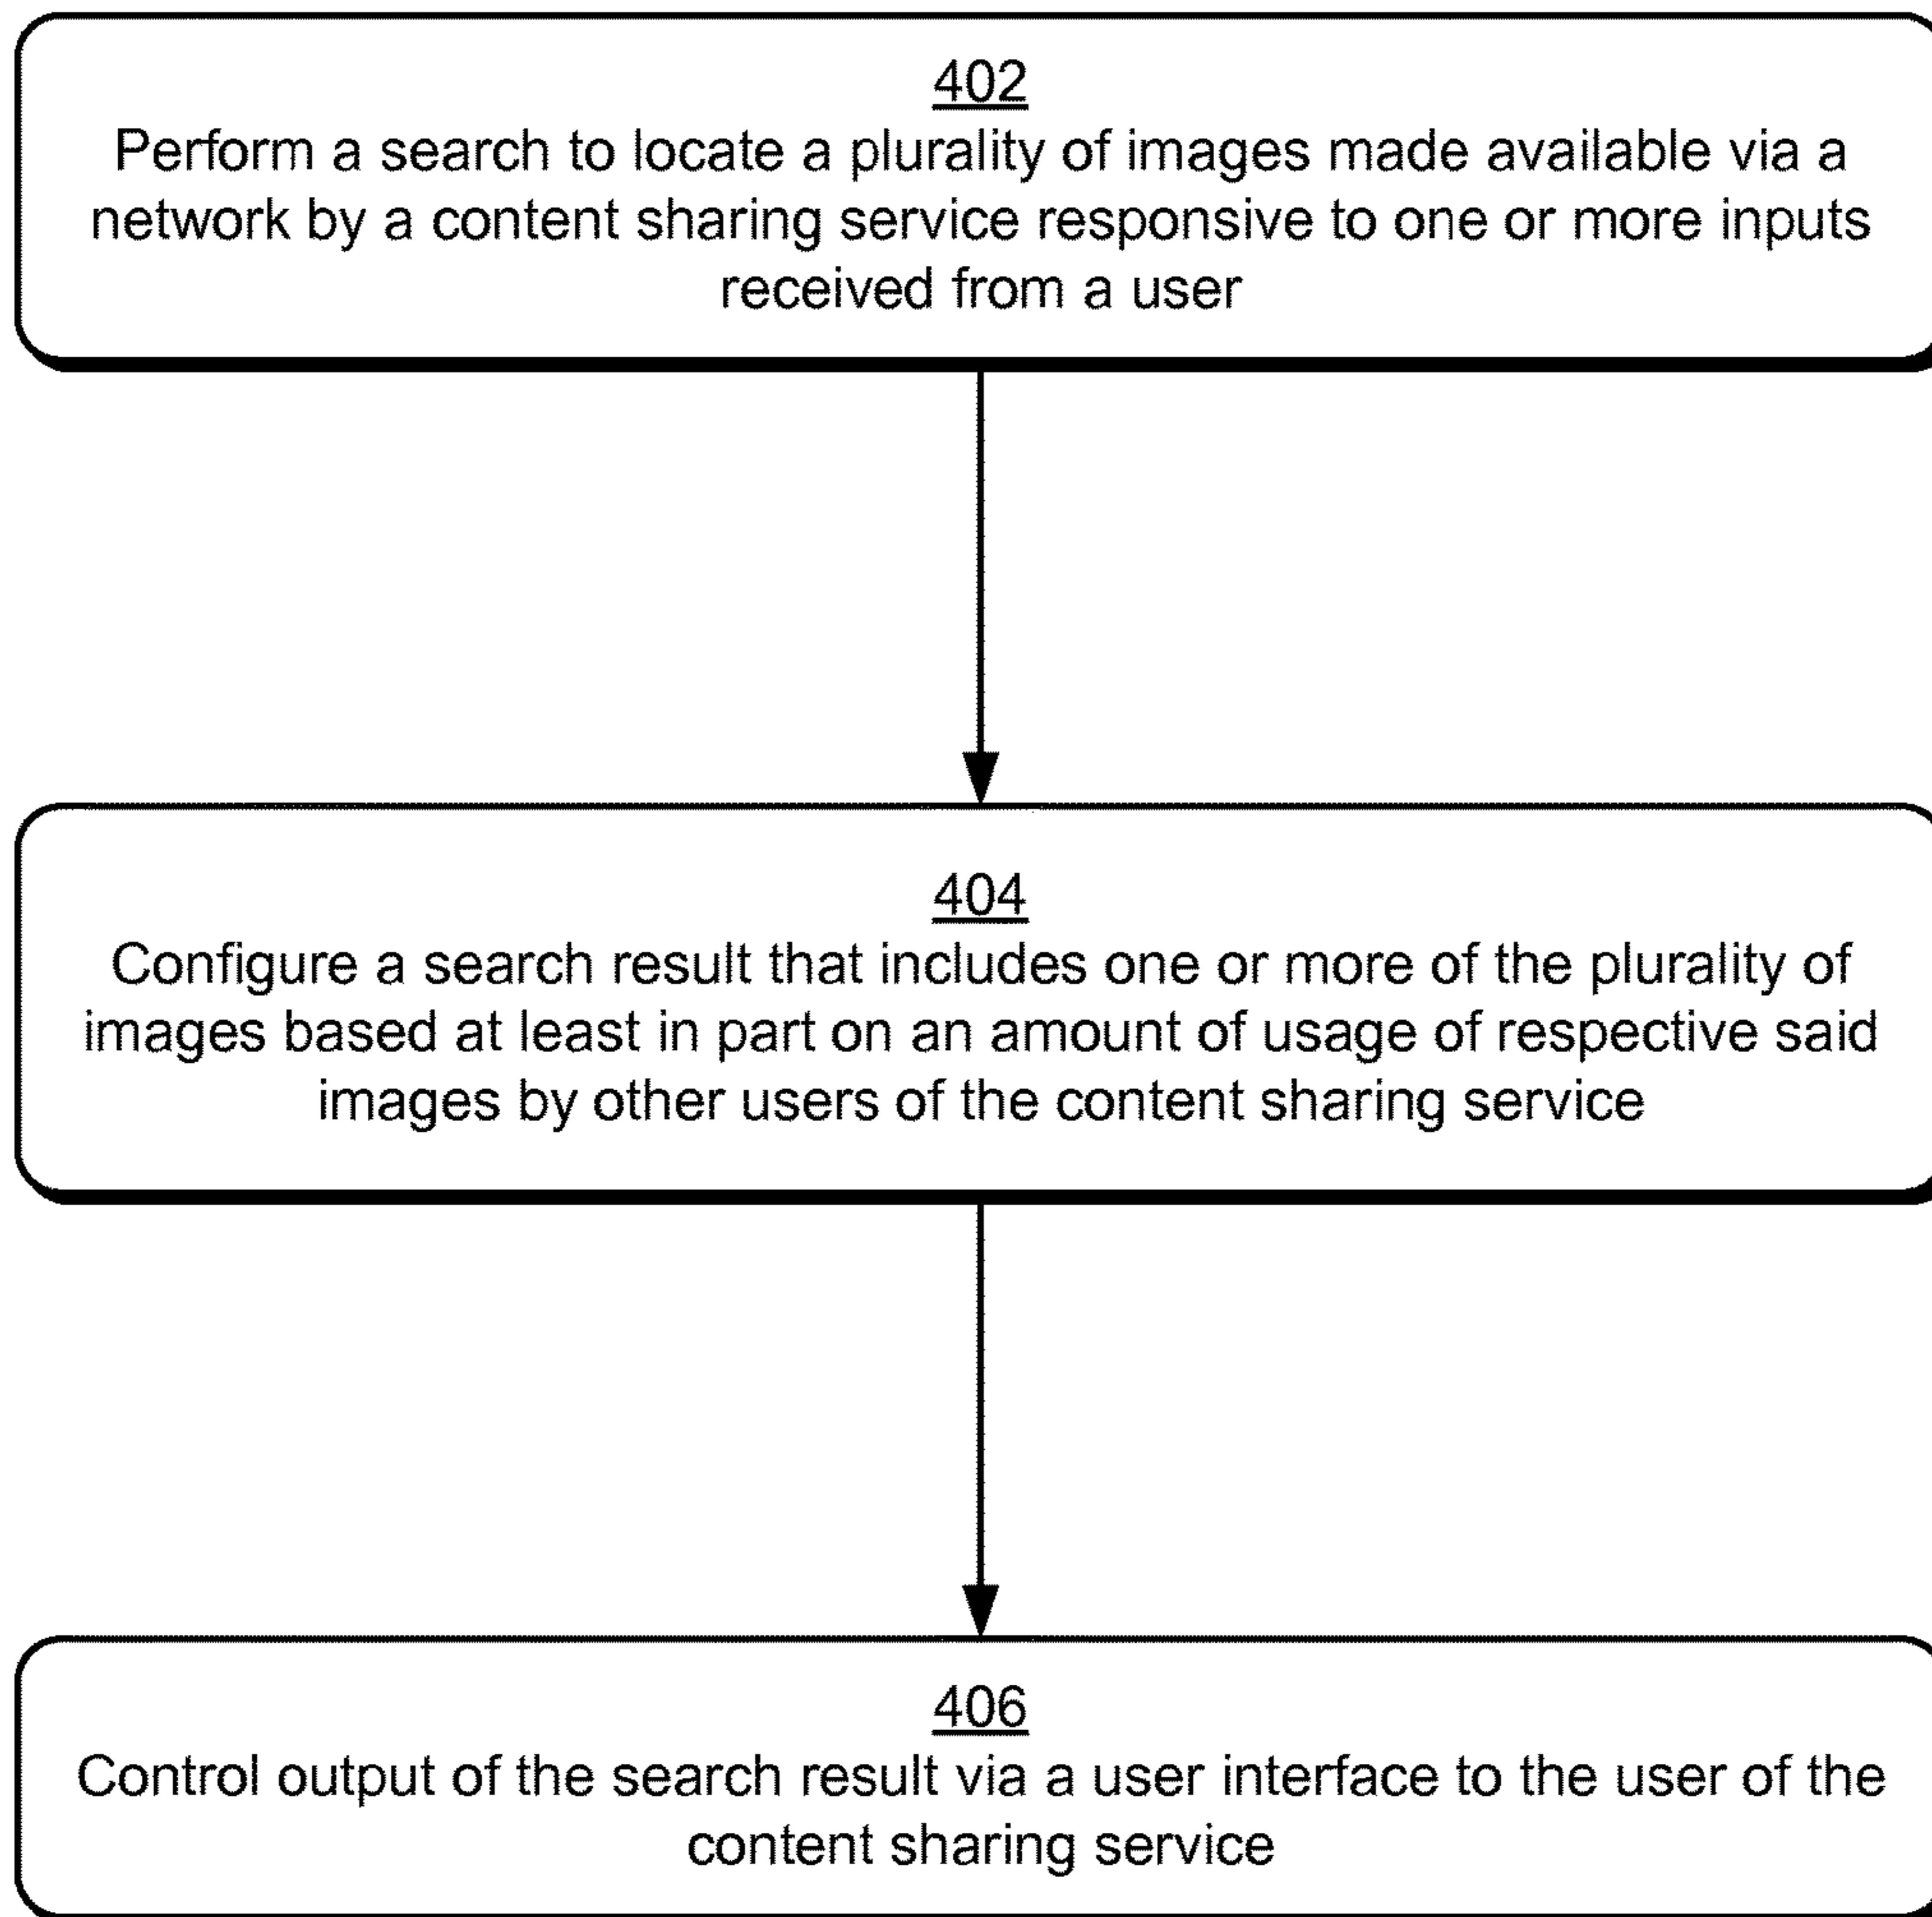 402
Perform a search to locate a plurality of images made available via a
network by a content sharing service responsive to one or more inputs
received from a user
404
Configure a search result that includes one or more of the plurality of
images based at least in part on an amount of usage of respective said
images by other users of the content sharing service
406
Control output of the search result via a user interface to the user of the
content sharing service